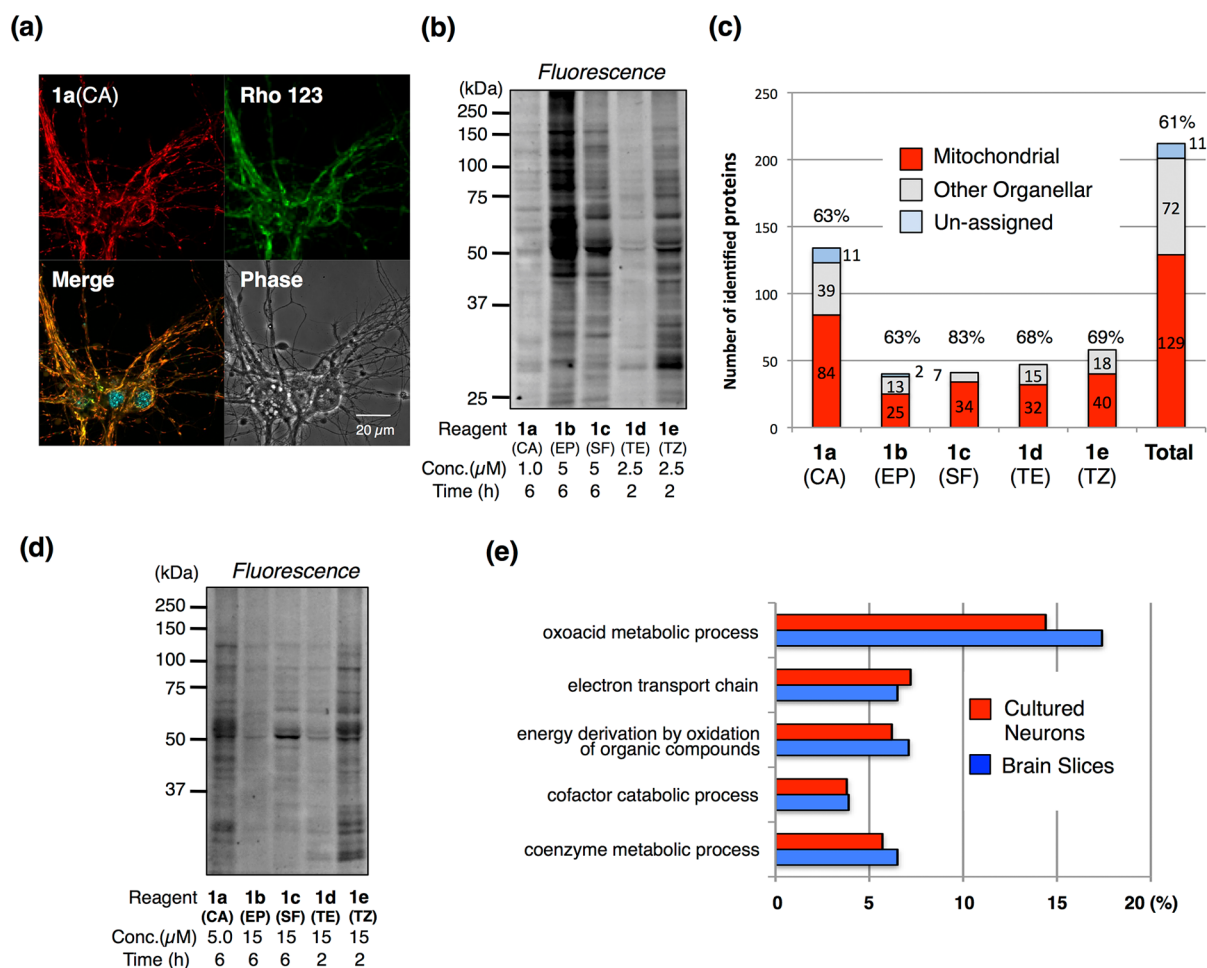 (a)
1a(CA)
Rho 123
Merge
Phase
20 µm
(b)
Fluorescence
(kDa)
250
150
100
75
50
37
25
Reagent 1a 1b 1c 1d 1e
(CA) (EP) (SF) (TE) (TZ)
Conc.(µM) 1.0 5 5 2.5 2.5
Time (h) 6 6 6 2 2
(c)
Number of identified proteins
250
200
150
100
50
0
Mitochondrial
Other Organellar
Un-assigned
63%
11
39
84
63%
2
13
25
83%
7
34
68%
15
32
69%
18
40
61%
11
72
129
1a 1b 1c 1d 1e Total
(CA) (EP) (SF) (TE) (TZ)
(d)
(kDa)
Fluorescence
250
150
100
75
50
37
Reagent 1a 1b 1c 1d 1e
(CA) (EP) (SF) (TE) (TZ)
Conc.(µM) 5.0 15 15 15 15
Time (h) 6 6 6 2 2
(e)
oxoacid metabolic process
electron transport chain
energy derivation by oxidation
of organic compounds
cofactor catabolic process
coenzyme metabolic process
Cultured
Neurons
Brain Slices
0 5 10 15 20 (%)